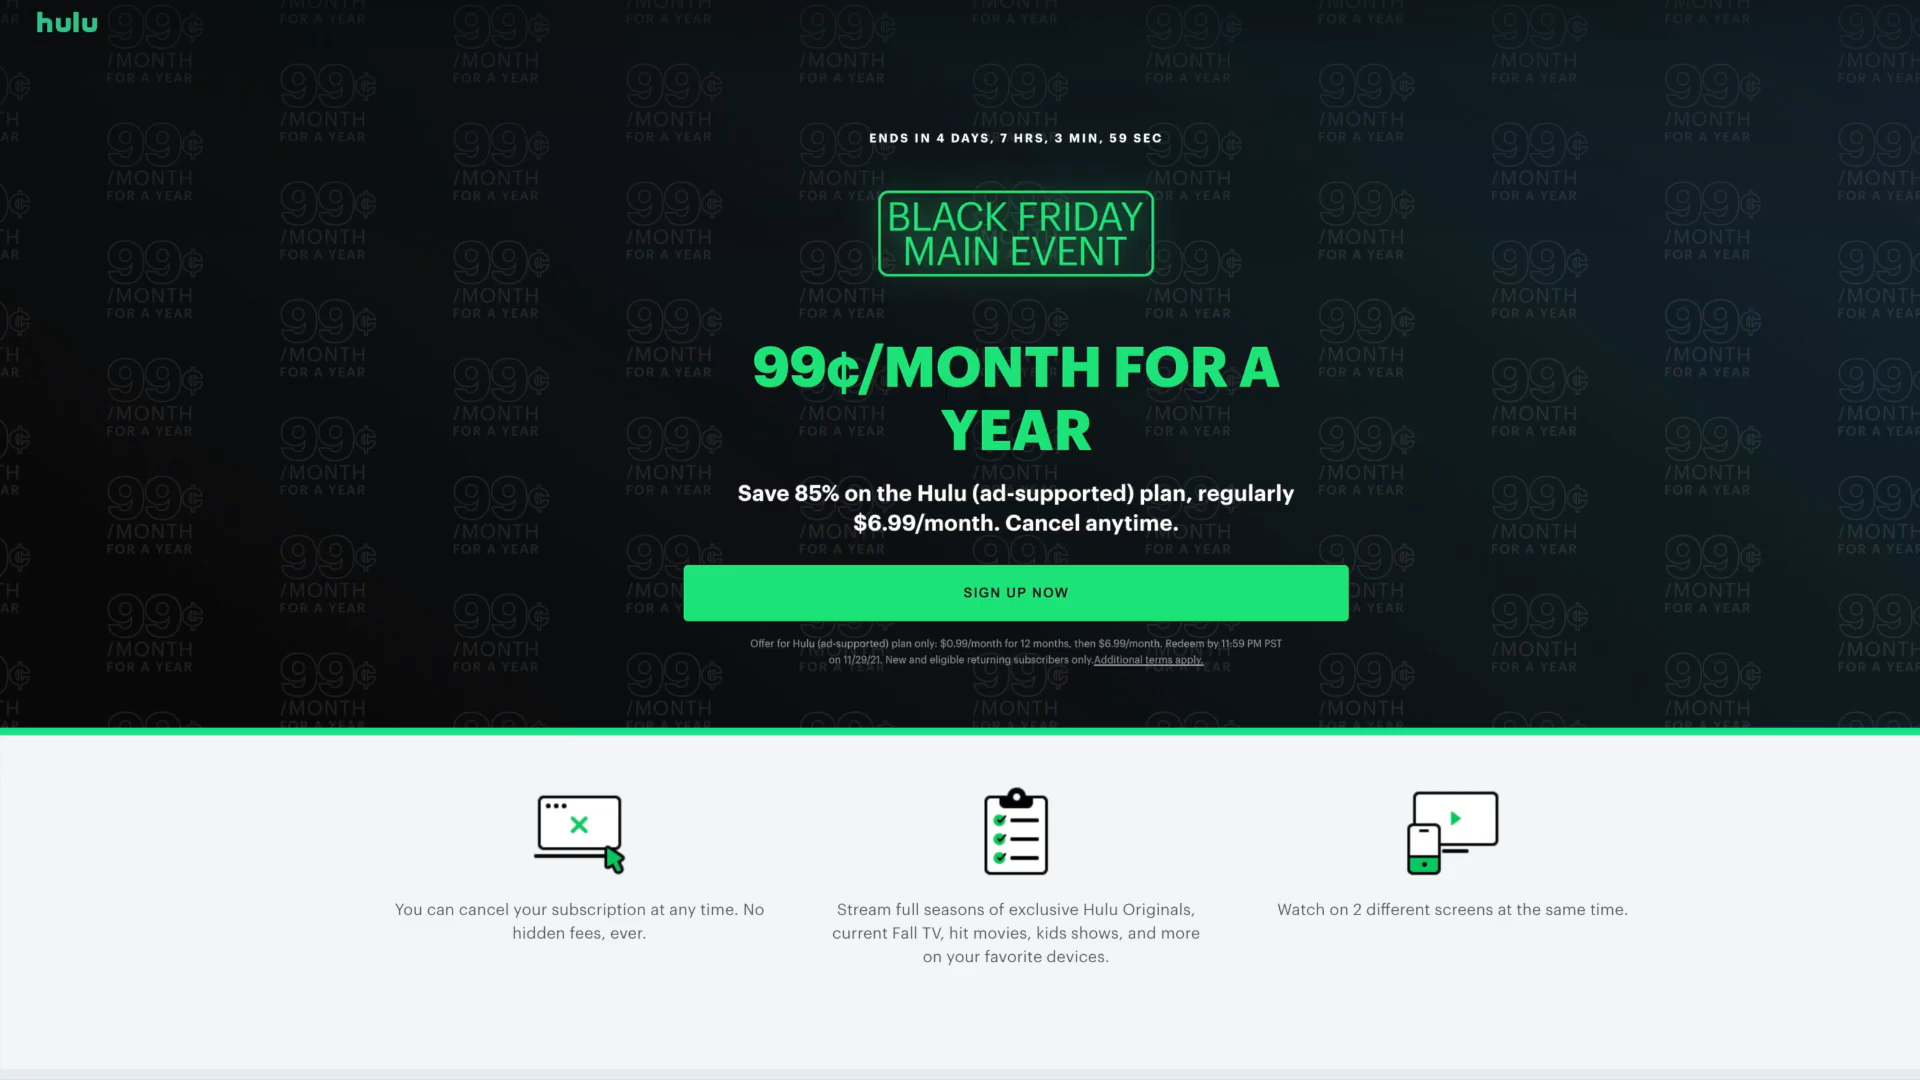 hulu
ENDS IN 4 DAYS, 7 HRS, 3 MIN, 59 SEC
BLACK FRIDAY
MAIN EVENT
99¢/MONTH FOR A
YEAR
Save 85% on the Hulu (ad-supported) plan, regularly
$6.99/month. Cancel anytime.
SIGN UP NOW
Offer for Hulu (ad-supported) plan only: $0.99/month for 12 months, then $6.99/month. Redeem by 11:59 PM PST
on 11/29/21. New and eligible returning subscribers only.Additional terms apply.
You can cancel your subscription at any time. No
hidden fees, ever.
Stream full seasons of exclusive Hulu Originals,
current Fall TV, hit movies, kids shows, and more
on your favorite devices.
Watch on 2 different screens at the same time.
99¢
/MONTH
FOR A YEAR